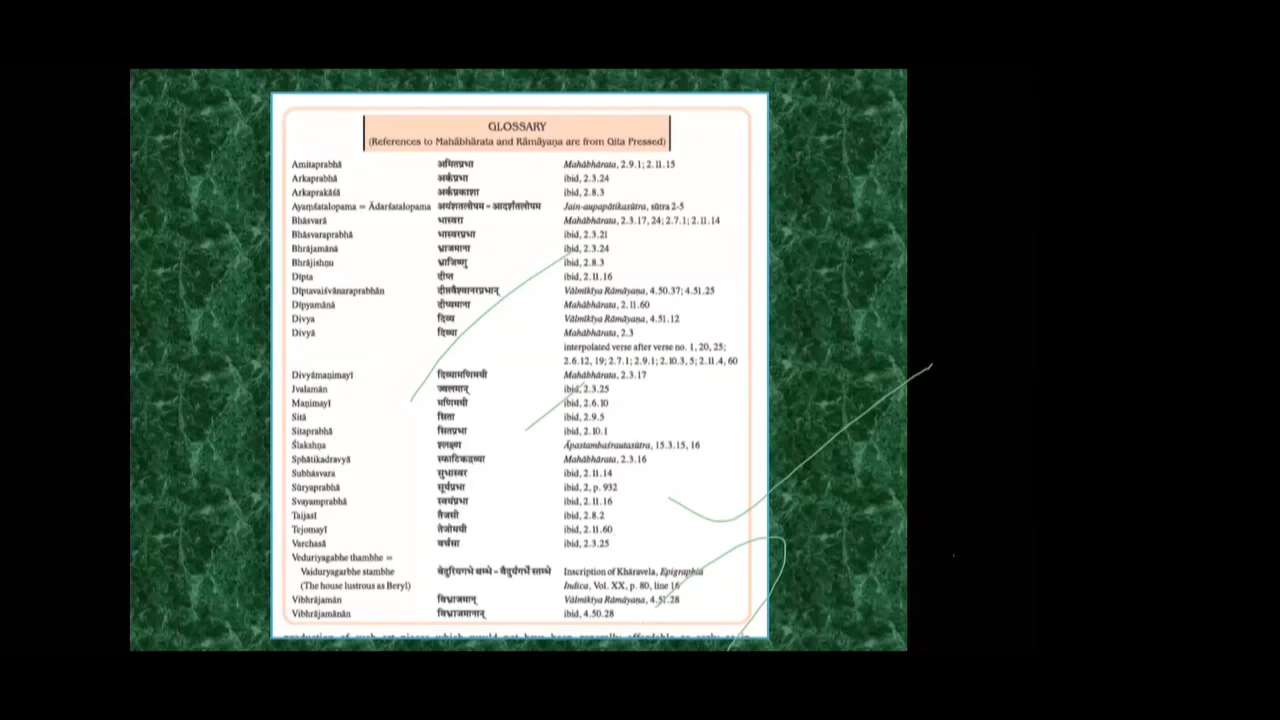 GLOSSARY
(References to Mahābhārata and Rāmāyaṇa are from Gita Pressed)
Amitaprabhā अमितप्रभा Mahābhārata, 2.9.1; 2.11.15
Arkaprabhā अर्कप्रभा ibid, 2.3.24
Arkaprakāśā अर्कप्रकाशा ibid, 2.8.3
Ayaṃśatalopama = Ādarśatalopama अयंशतलोपम = आदर्शतलोपम Jain-aupapātikasūtra, sūtra 2-5
Bhāsvarā भास्वरा Mahābhārata, 2.3.17, 24; 2.7.1; 2.11.14
Bhāsvaraprabhā भास्वरप्रभा ibid, 2.3.21
Bhrājamānā भ्राजमाना ibid, 2.3.24
Bhrājishṇu भ्राजिष्णु ibid, 2.8.3
Dīpta दीप्त ibid, 2.11.16
Dīptavaiśvānaraprabhān दीप्तवैश्वानरप्रभान् Vālmīkīya Rāmāyaṇa, 4.50.37; 4.51.25
Dīpyamānā दीप्यमाना Mahābhārata, 2.11.60
Divya दिव्य Vālmīkīya Rāmāyaṇa, 4.51.12
Divyā दिव्या Mahābhārata, 2.3
interpolated verse after verse no. 1, 20, 25;
2.6.12, 19; 2.7.1; 2.9.1; 2.10.3, 5; 2.11.4, 60
Divyāmaṇimayī दिव्यामणिमयी Mahābhārata, 2.3.17
Jvalamān ज्वलमान् ibid, 2.3.25
Maṇimayī मणिमयी ibid, 2.6.10
Sitā सिता ibid, 2.9.5
Sitaprabhā सितप्रभा ibid, 2.10.1
Ślakshṇa श्लक्ष्ण Āpastambaśrautasūtra, 15.3.15, 16
Sphāṭikadravyā स्फाटिकद्रव्या Mahābhārata, 2.3.16
Subhāsvara सुभास्वर ibid, 2.11.14
Sūryaprabhā सूर्यप्रभा ibid, 2, p. 932
Svayamprabhā स्वयंप्रभा ibid, 2.11.16
Taijasī तैजसी ibid, 2.8.2
Tejomayī तेजोमयी ibid, 2.11.60
Varchasā वर्चसा ibid, 2.3.25
Veduriyagabhe thambhe =
Vaiduryagarbhe stambhe वेदुरियगभे थम्भे = वैदुर्यगर्भे स्तम्भे Inscription of Khāravela, Epigraphia
(The house lustrous as Beryl) Indica, Vol. XX, p. 80, line 16
Vibhrājamān विभ्राजमान् Vālmīkīya Rāmāyaṇa, 4.51.28
Vibhrājamānān विभ्राजमानान् ibid, 4.50.28